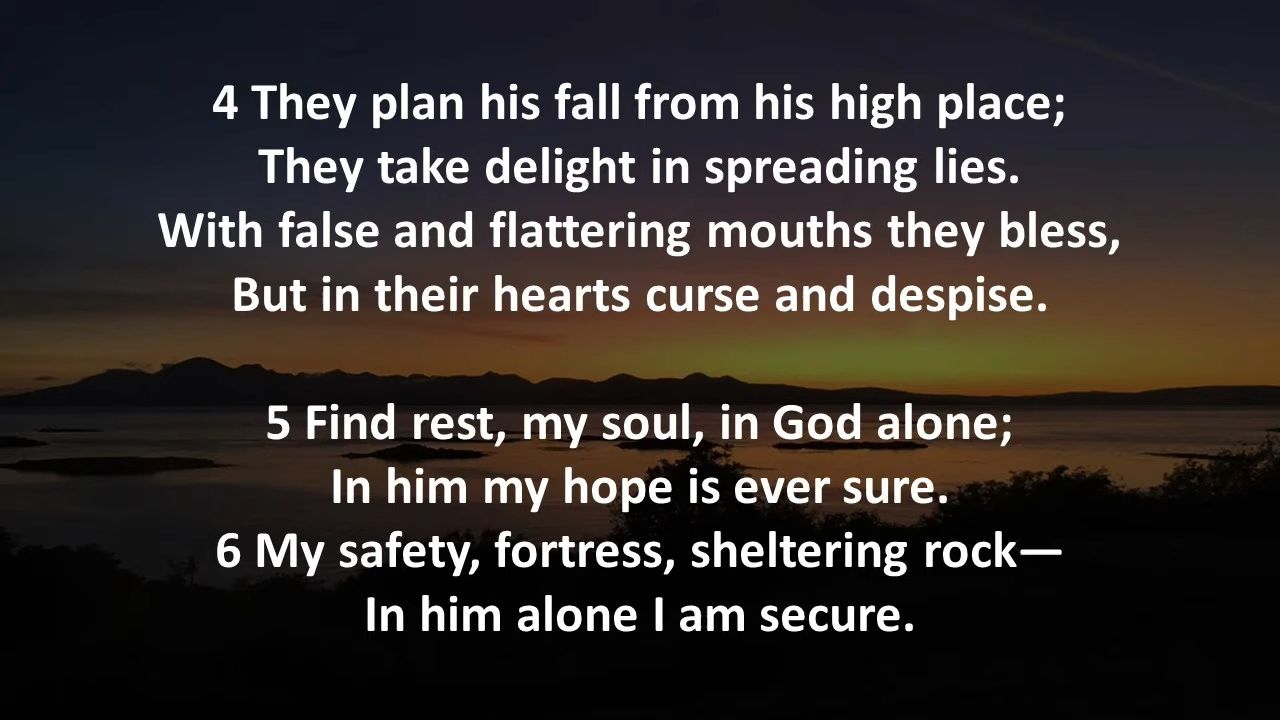 4 They plan his fall from his high place;
They take delight in spreading lies.
With false and flattering mouths they bless,
But in their hearts curse and despise.
5 Find rest, my soul, in God alone;
In him my hope is ever sure.
6 My safety, fortress, sheltering rock—
In him alone I am secure.